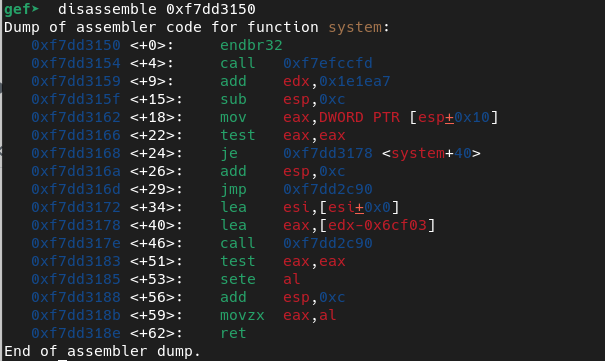 gef➤  disassemble 0xf7dd3150
Dump of assembler code for function system:
   0xf7dd3150 <+0>:	endbr32
   0xf7dd3154 <+4>:	call   0xf7efccfd
   0xf7dd3159 <+9>:	add    edx,0x1e1ea7
   0xf7dd315f <+15>:	sub    esp,0xc
   0xf7dd3162 <+18>:	mov    eax,DWORD PTR [esp+0x10]
   0xf7dd3166 <+22>:	test   eax,eax
   0xf7dd3168 <+24>:	je     0xf7dd3178 <system+40>
   0xf7dd316a <+26>:	add    esp,0xc
   0xf7dd316d <+29>:	jmp    0xf7dd2c90
   0xf7dd3172 <+34>:	lea    esi,[esi+0x0]
   0xf7dd3178 <+40>:	lea    eax,[edx-0x6cf03]
   0xf7dd317e <+46>:	call   0xf7dd2c90
   0xf7dd3183 <+51>:	test   eax,eax
   0xf7dd3185 <+53>:	sete   al
   0xf7dd3188 <+56>:	add    esp,0xc
   0xf7dd318b <+59>:	movzx  eax,al
   0xf7dd318e <+62>:	ret
End of assembler dump.